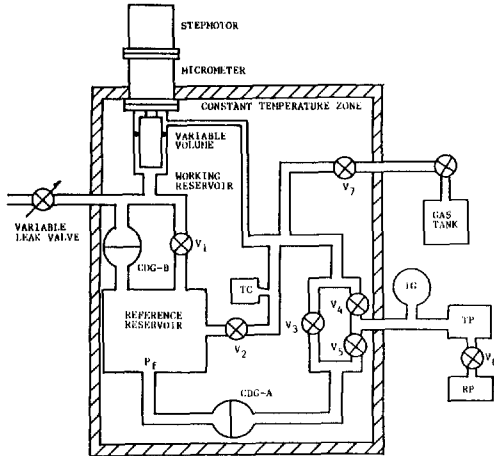 STEPMOTOR
MICROMETER
CONSTANT TEMPERATURE ZONE
VARIABLE
VOLUME
WORKING
RESERVOIR
VARIABLE
LEAK VALVE
V7
GAS
TANK
CDG-B
V1
TC
IG
REFERENCE
RESERVOIR
V2
V3
V4
V5
TP
V6
RP
Pf
CDG-A